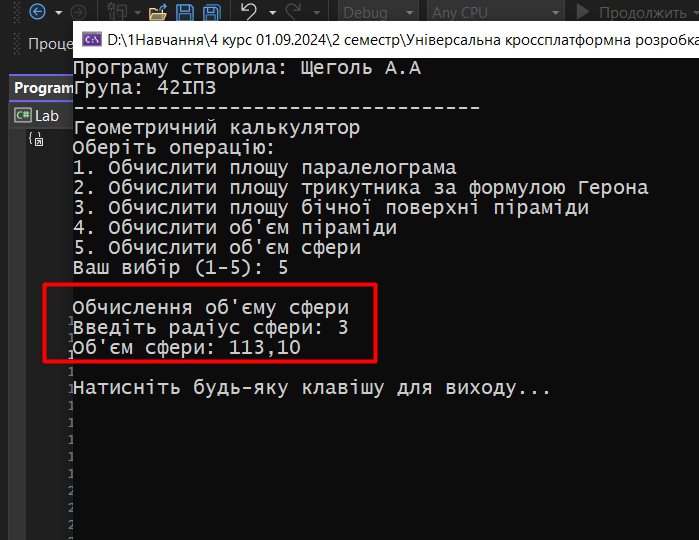 Debug
Any CPU
Продолжить
Проце
D:\1Навчання\4 курс 01.09.2024\2 семестр\Універсальна кроссплатформна розробка
Program
C# Lab
Програму створила: Щеголь А.А
Група: 42ІПЗ
----------------------------------
Геометричний калькулятор
Оберіть операцію:
1. Обчислити площу паралелограма
2. Обчислити площу трикутника за формулою Герона
3. Обчислити площу бічної поверхні піраміди
4. Обчислити об'єм піраміди
5. Обчислити об'єм сфери
Ваш вибір (1-5): 5
Обчислення об'єму сфери
Введіть радіус сфери: 3
Об'єм сфери: 113,10
Натисніть будь-яку клавішу для виходу...